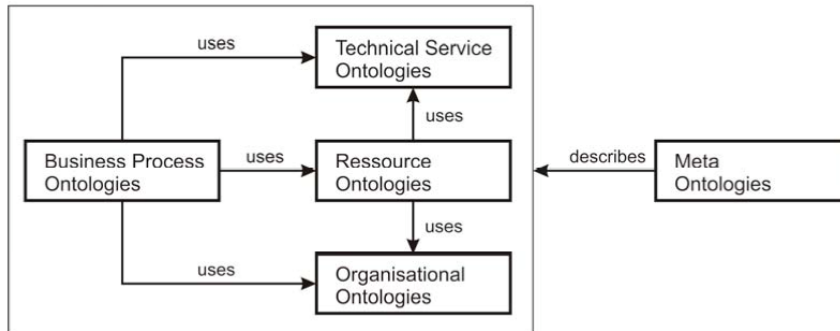 uses
Technical Service
Ontologies
uses
Business Process
Ontologies
uses
Ressource
Ontologies
describes
Meta
Ontologies
uses
uses
Organisational
Ontologies